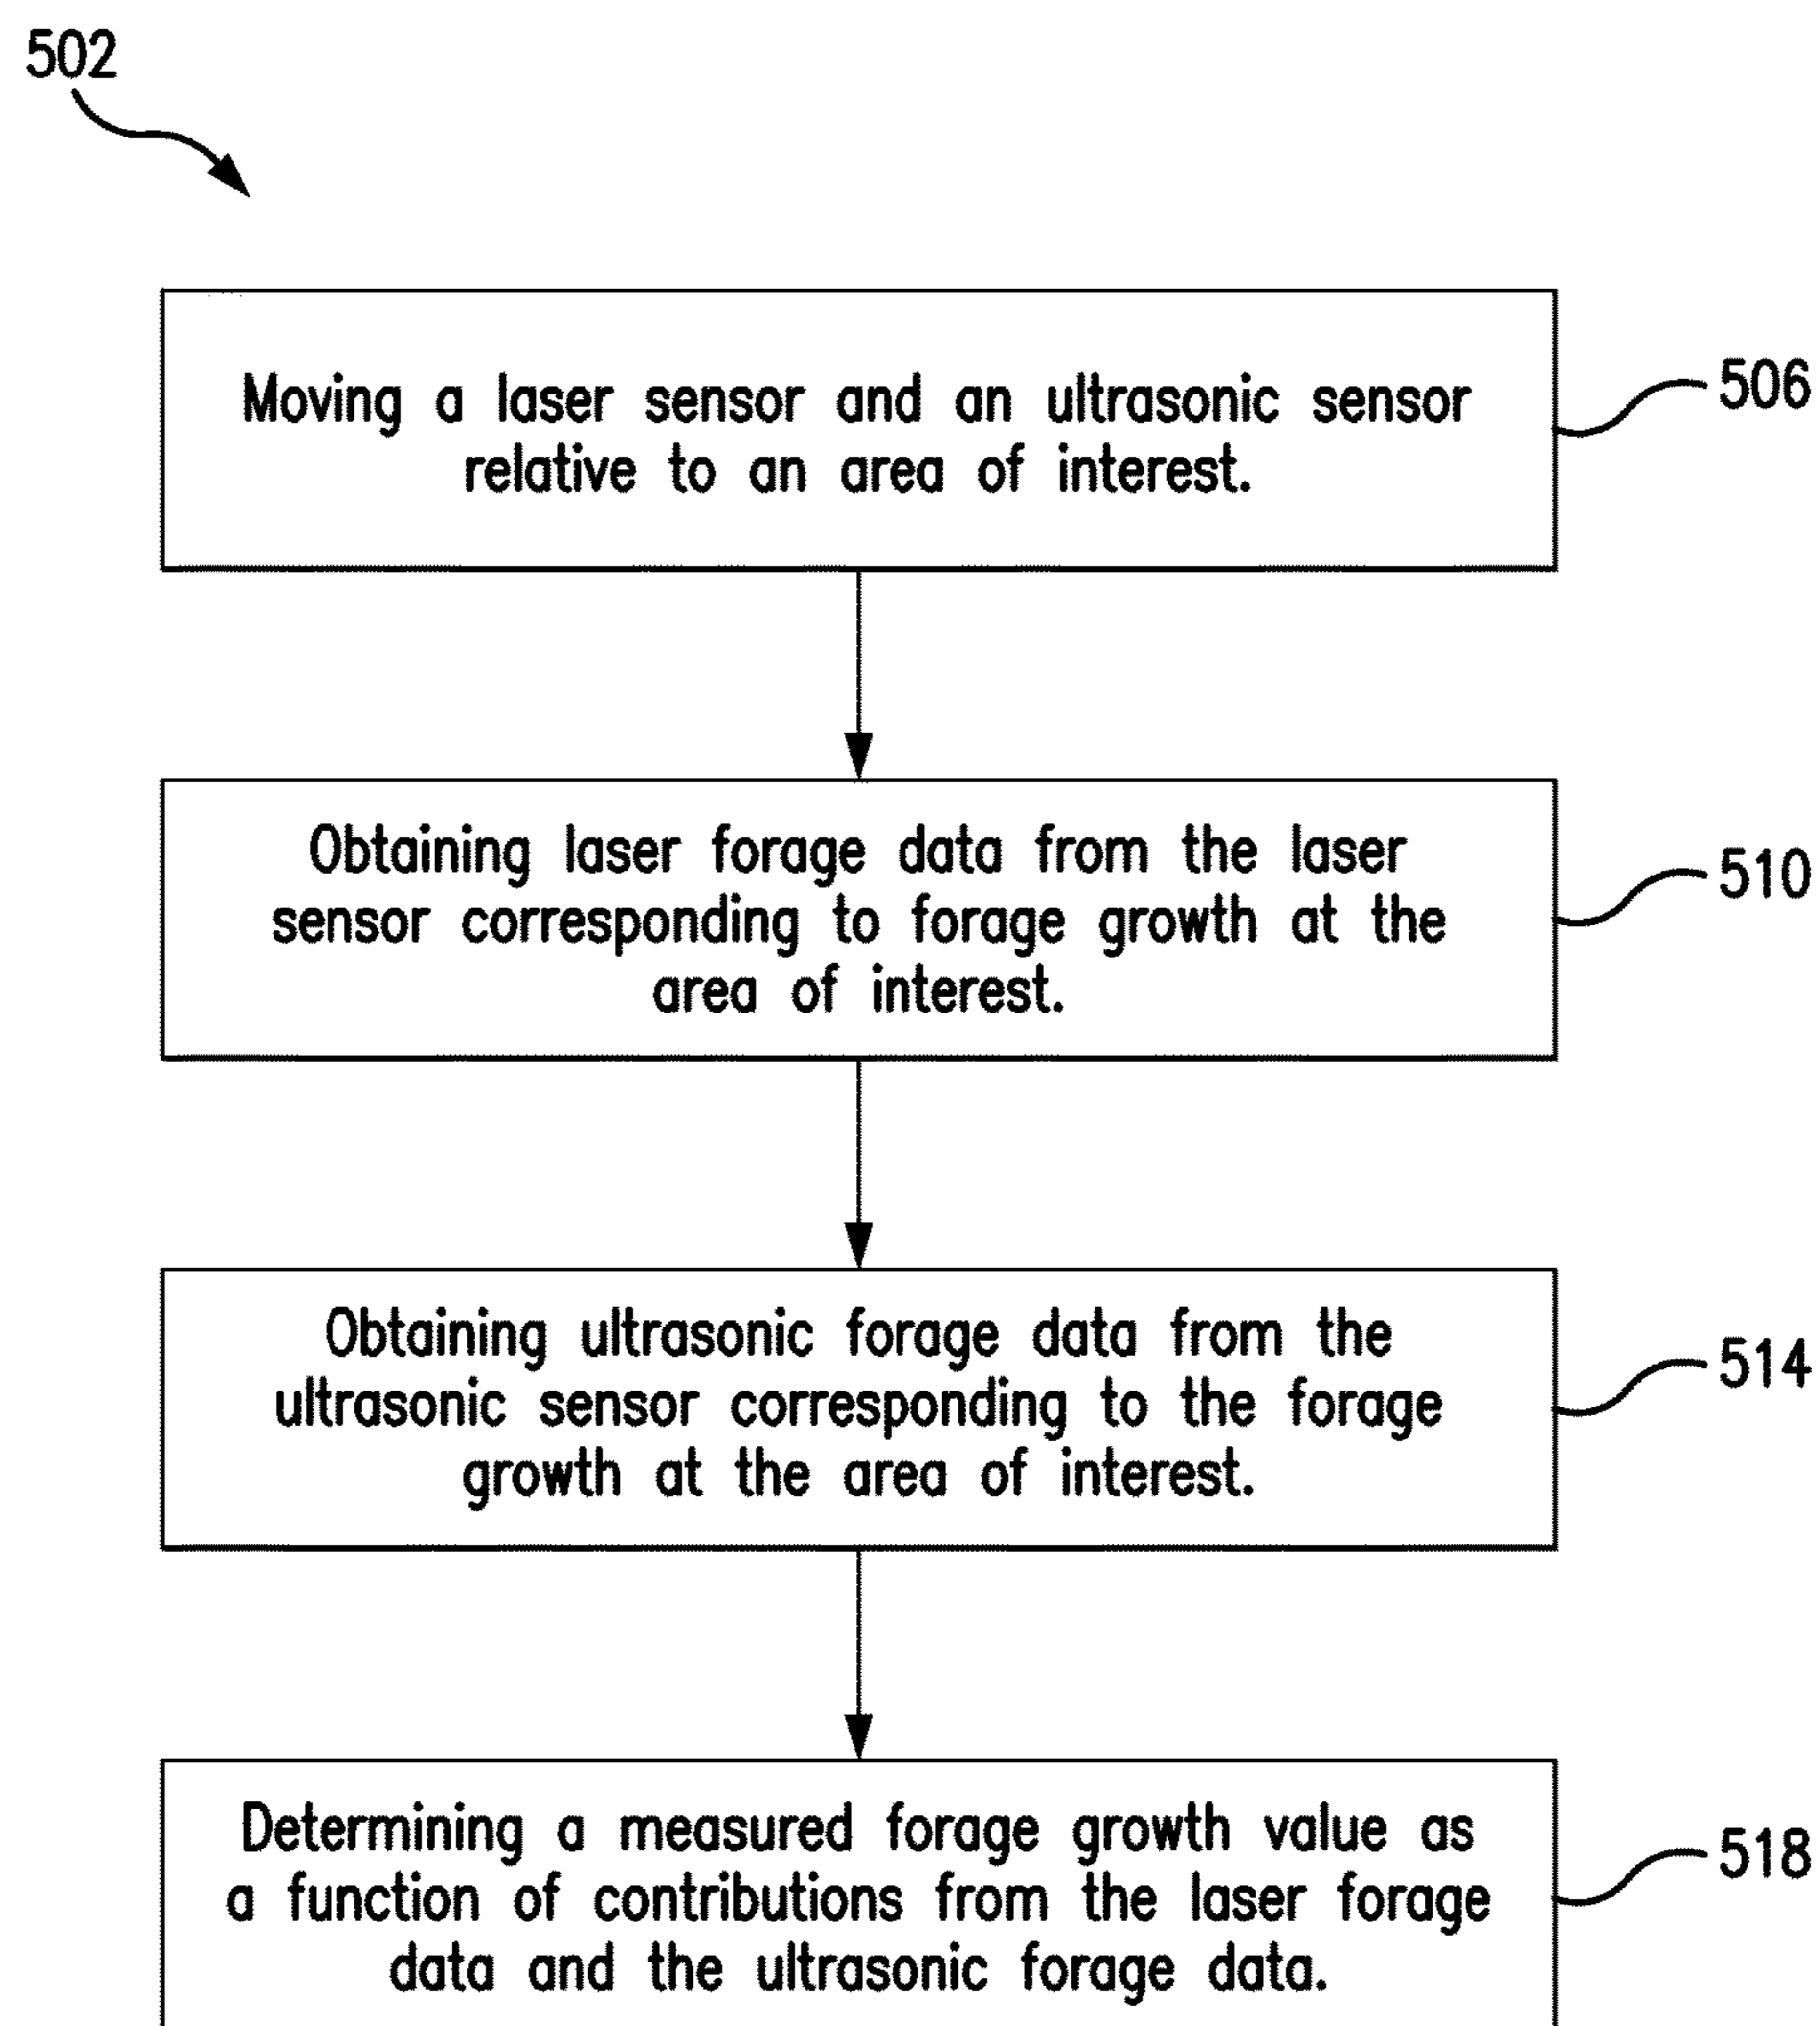 502
Moving a laser sensor and an ultrasonic sensor
relative to an area of interest.
506
Obtaining laser forage data from the laser
sensor corresponding to forage growth at the
area of interest.
510
Obtaining ultrasonic forage data from the
ultrasonic sensor corresponding to the forage
growth at the area of interest.
514
Determining a measured forage growth value as
a function of contributions from the laser forage
data and the ultrasonic forage data.
518